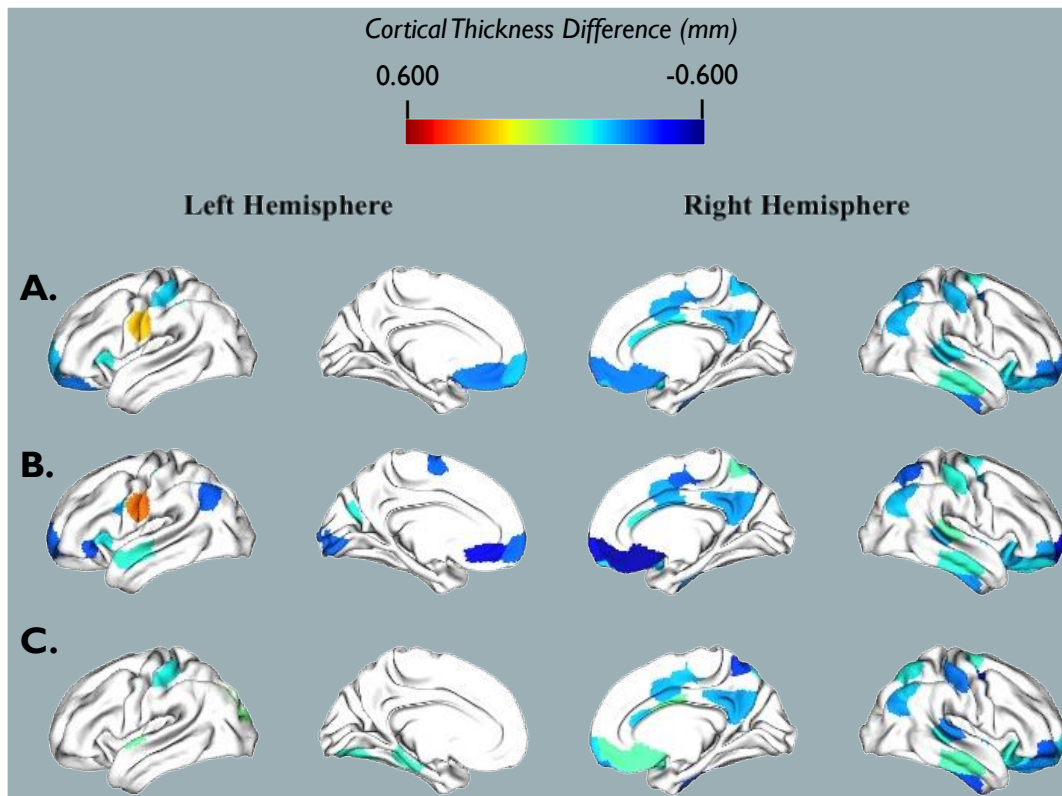 Cortical Thickness Difference (mm)
0.600 -0.600
Left Hemisphere Right Hemisphere
A.
B.
C.